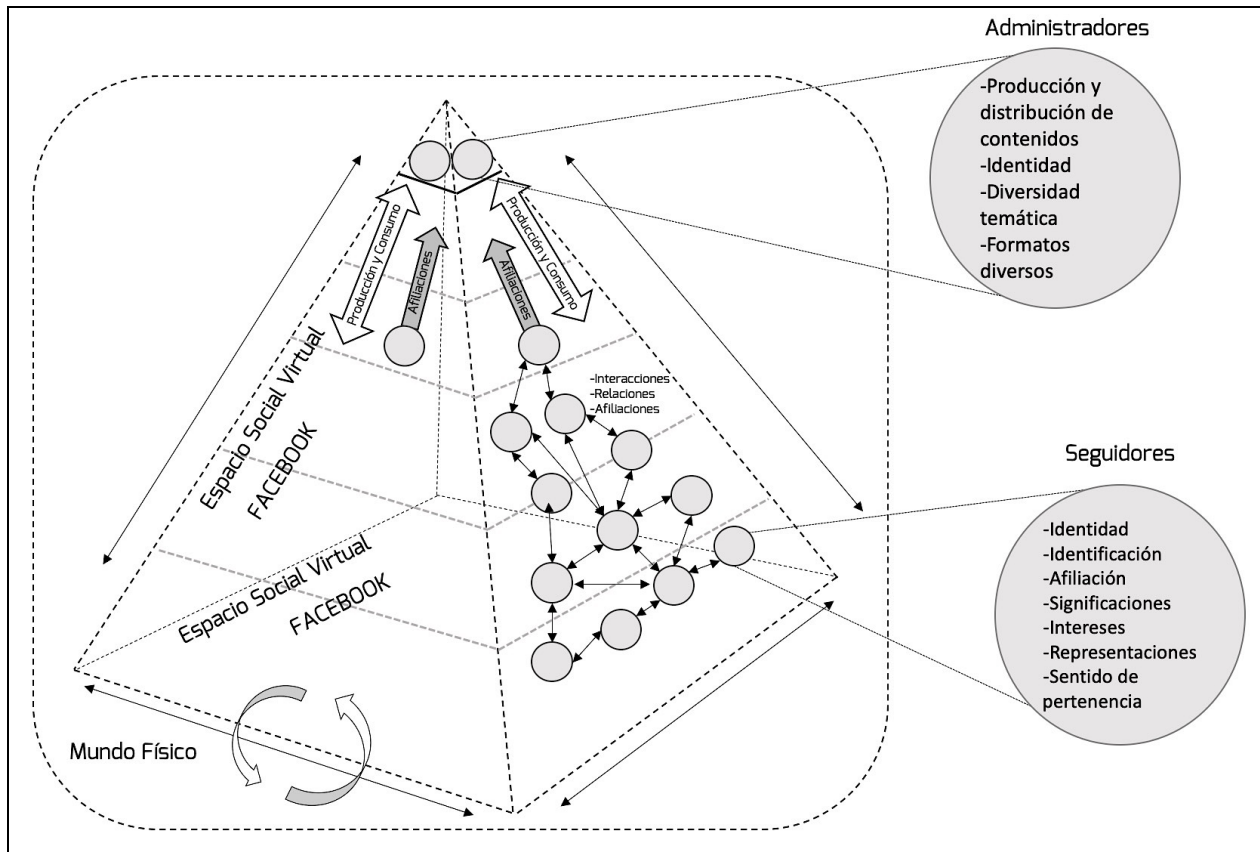 Administradores
-Producción y
distribución de
contenidos
-Identidad
-Diversidad
temática
-Formatos
diversos
Producción y Consumo
Afiliaciones
Afiliaciones
Producción y Consumo
-Interacciones
-Relaciones
-Afiliaciones
Espacio Social Virtual
FACEBOOK
Espacio Social Virtual
FACEBOOK
Seguidores
-Identidad
-Identificación
-Afiliación
-Significaciones
-Intereses
-Representaciones
-Sentido de
pertenencia
Mundo Físico